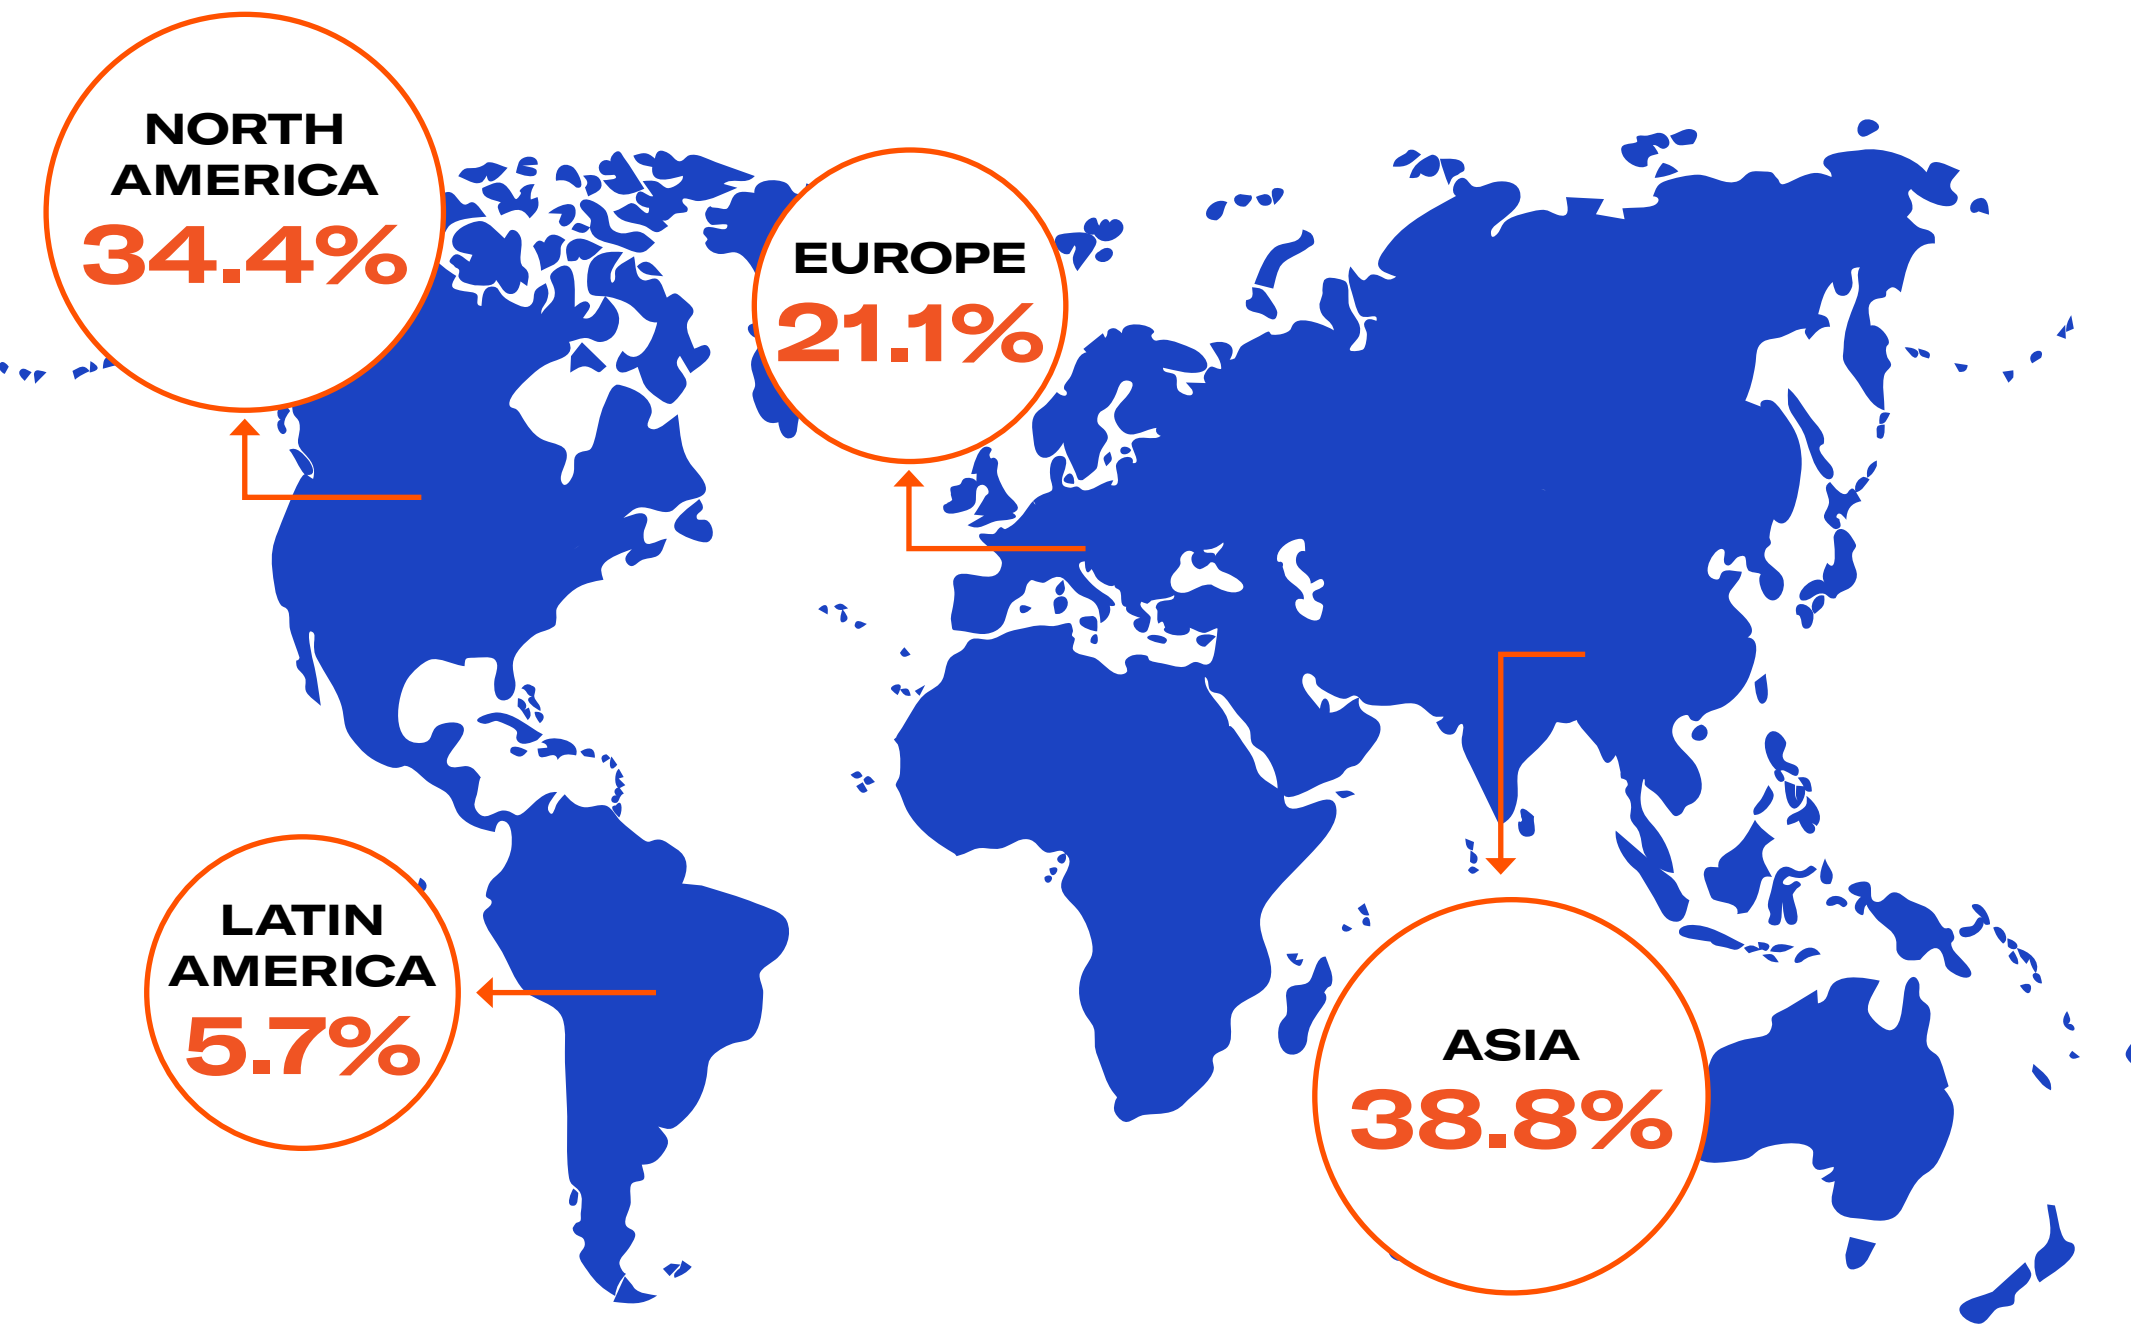 NORTH
AMERICA
34.4%
EUROPE
21.1%
LATIN
AMERICA
5.7%
ASIA
38.8%